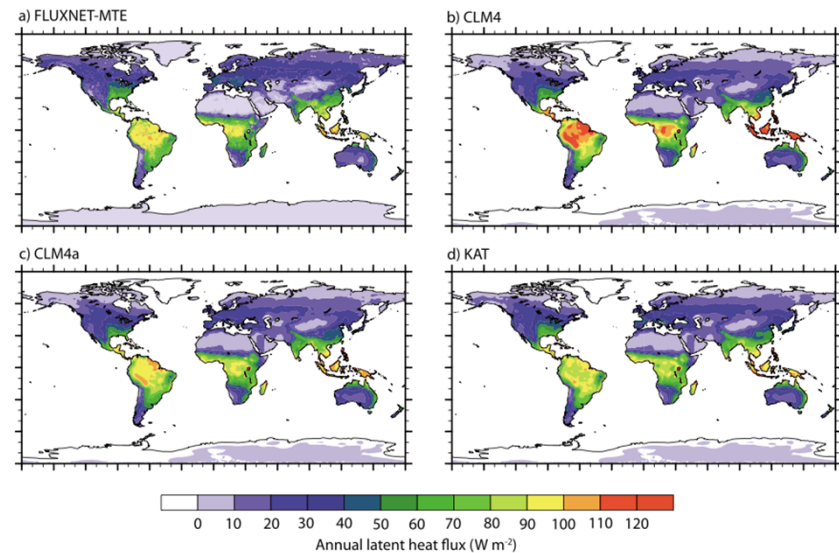 a) FLUXNET-MTE
b) CLM4
c) CLM4a
d) KAT
0 10 20 30 40 50 60 70 80 90 100 110 120
Annual latent heat flux (W m-2)